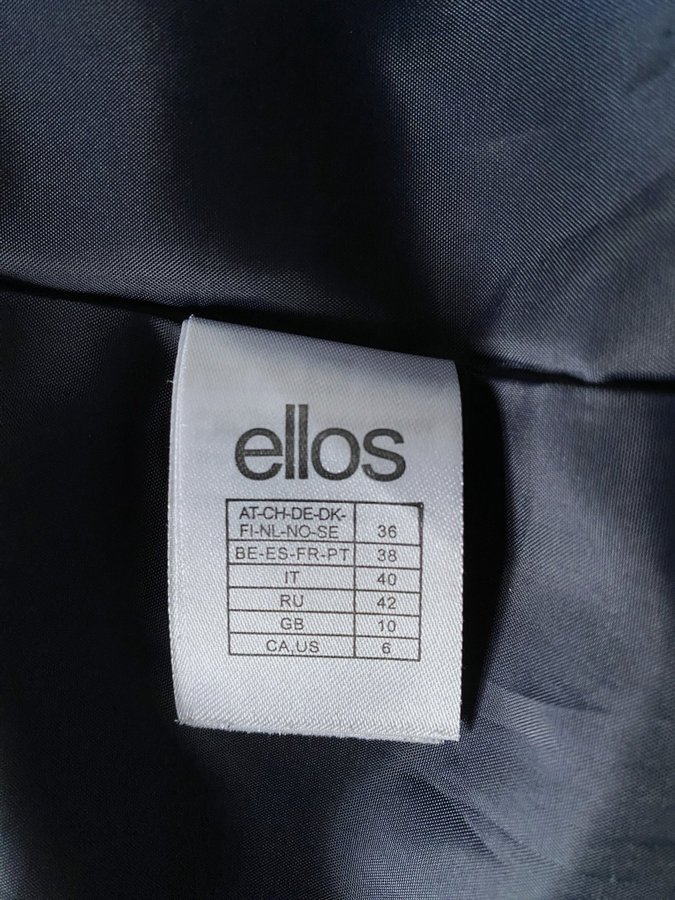 ellos
AT-CH-DE-DK-
FI-NL-NO-SE 36
BE-ES-FR-PT 38
IT 40
RU 42
GB 10
CA,US 6